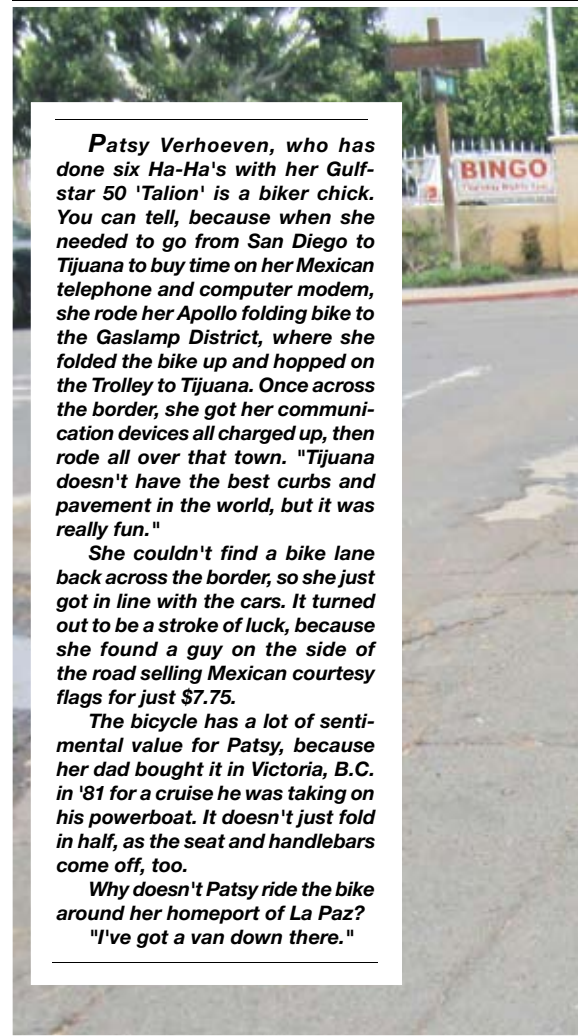 BINGO
Patsy Verhoeven, who has
done six Ha-Ha's with her Gulf-
star 50 'Talion' is a biker chick.
You can tell, because when she
needed to go from San Diego to
Tijuana to buy time on her Mexican
telephone and computer modem,
she rode her Apollo folding bike to
the Gaslamp District, where she
folded the bike up and hopped on
the Trolley to Tijuana. Once across
the border, she got her communi-
cation devices all charged up, then
rode all over that town. "Tijuana
doesn't have the best curbs and
pavement in the world, but it was
really fun."
She couldn't find a bike lane
back across the border, so she just
got in line with the cars. It turned
out to be a stroke of luck, because
she found a guy on the side of
the road selling Mexican courtesy
flags for just $7.75.
The bicycle has a lot of senti-
mental value for Patsy, because
her dad bought it in Victoria, B.C.
in '81 for a cruise he was taking on
his powerboat. It doesn't just fold
in half, as the seat and handlebars
come off, too.
Why doesn't Patsy ride the bike
around her homeport of La Paz?
"I've got a van down there."